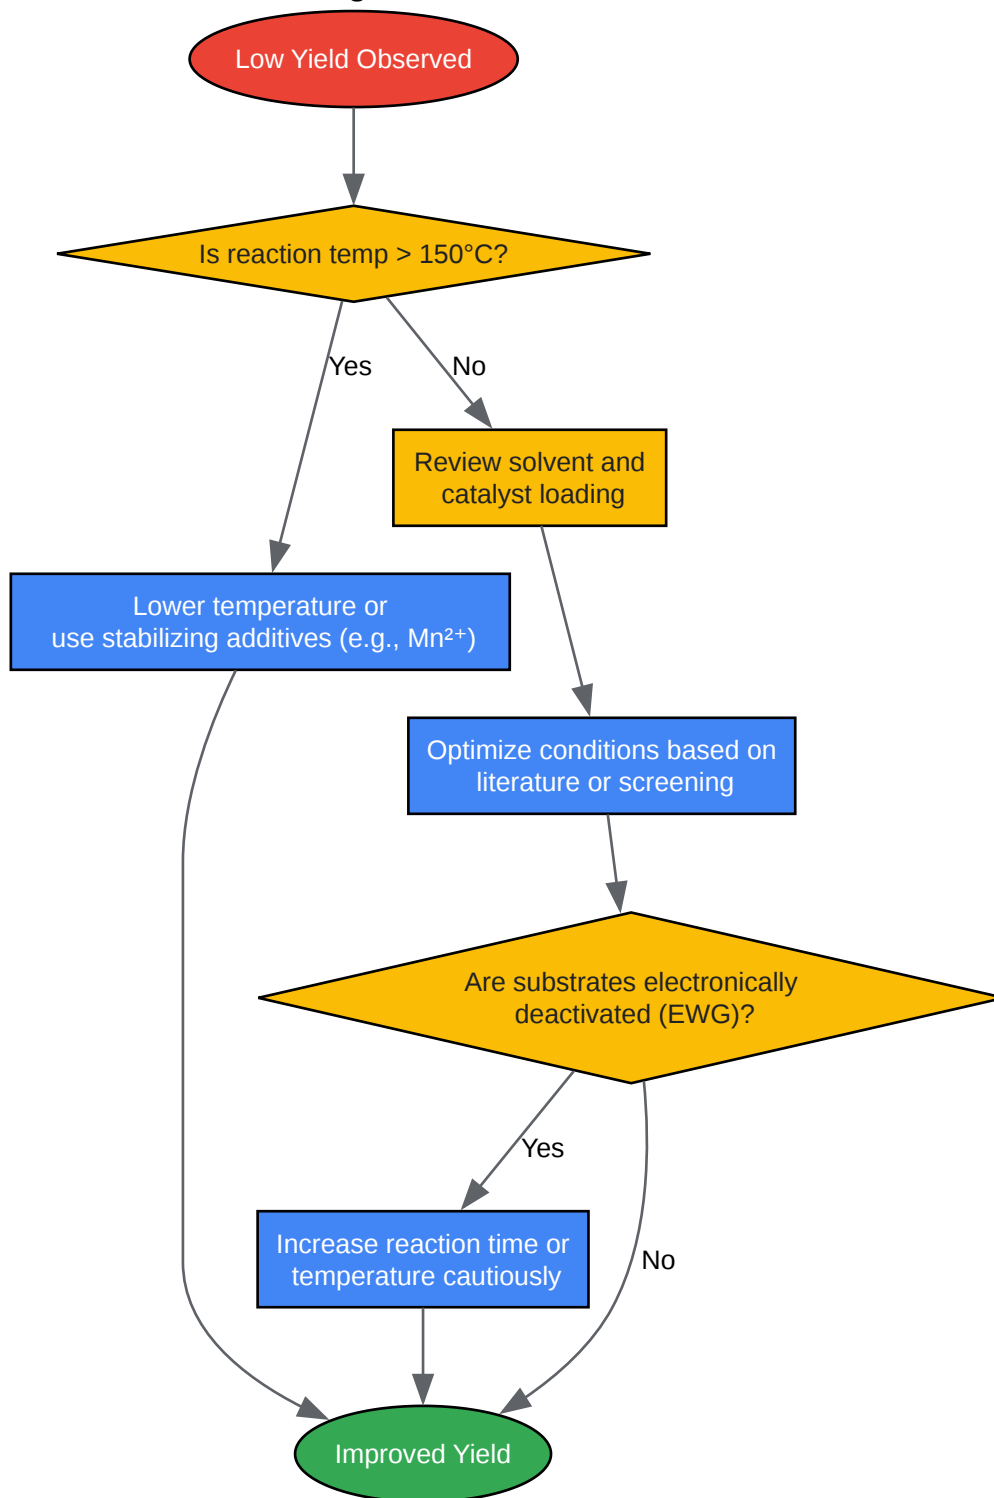 Low Yield Observed
Is reaction temp > 150°C?
Yes
No
Review solvent and
catalyst loading
Lower temperature or
use stabilizing additives (e.g., Mn²⁺)
Optimize conditions based on
literature or screening
Are substrates electronically
deactivated (EWG)?
Yes
Increase reaction time or
temperature cautiously
No
Improved Yield